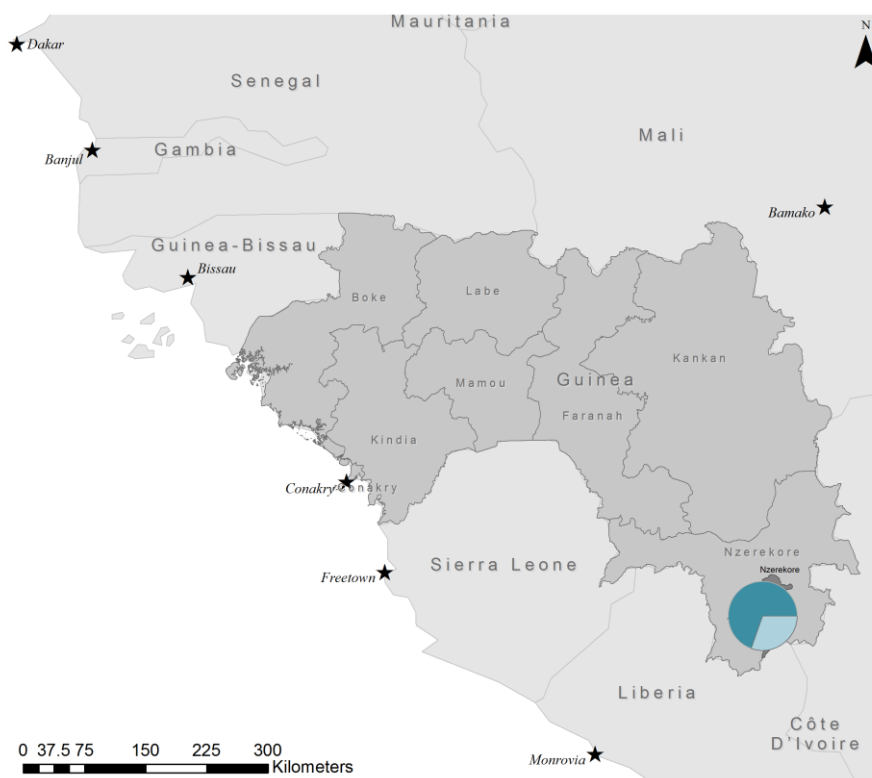 Mauritania
N
Dakar
Senegal
Mali
Banjul
Gambia
Bamako
Guinea-Bissau
Bissau
Boke
Labe
Kankan
Mamou
Guinea
Faranah
Kindia
Conakry
Conakry
Nzerekore
Sierra Leone
Nzerekore
Freetown
Liberia
Côte
D'Ivoire
0 37.5 75 150 225 300
Kilometers
Monrovia